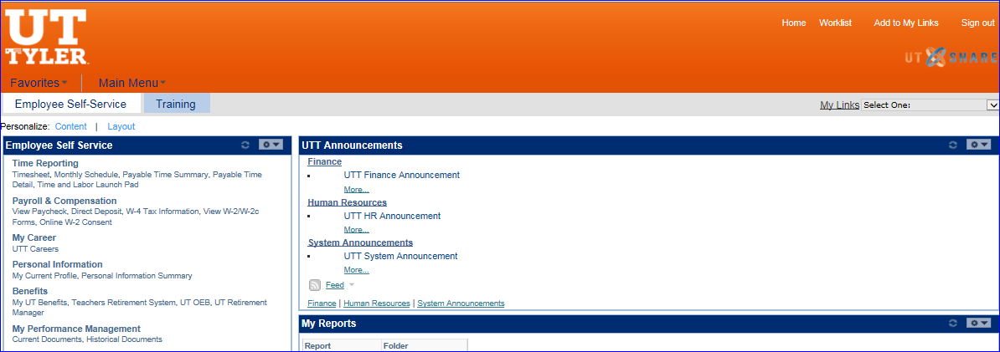 UT
TYLER
Home Worklist Add to My Links Sign out
UT SHARE
Favorites Main Menu
Employee Self-Service Training
My Links Select One:
Personalize: Content | Layout
Employee Self Service
Time Reporting
Timesheet, Monthly Schedule, Payable Time Summary, Payable Time
Detail, Time and Labor Launch Pad
Payroll & Compensation
View Paycheck, Direct Deposit, W-4 Tax Information, View W-2/W-2c
Forms, Online W-2 Consent
My Career
UTT Careers
Personal Information
My Current Profile, Personal Information Summary
Benefits
My UT Benefits, Teachers Retirement System, UT OEB, UT Retirement
Manager
My Performance Management
Current Documents, Historical Documents
UTT Announcements
Finance
UTT Finance Announcement
More...
Human Resources
UTT HR Announcement
More...
System Announcements
UTT System Announcement
More...
Feed
Finance | Human Resources | System Announcements
My Reports
Report Folder